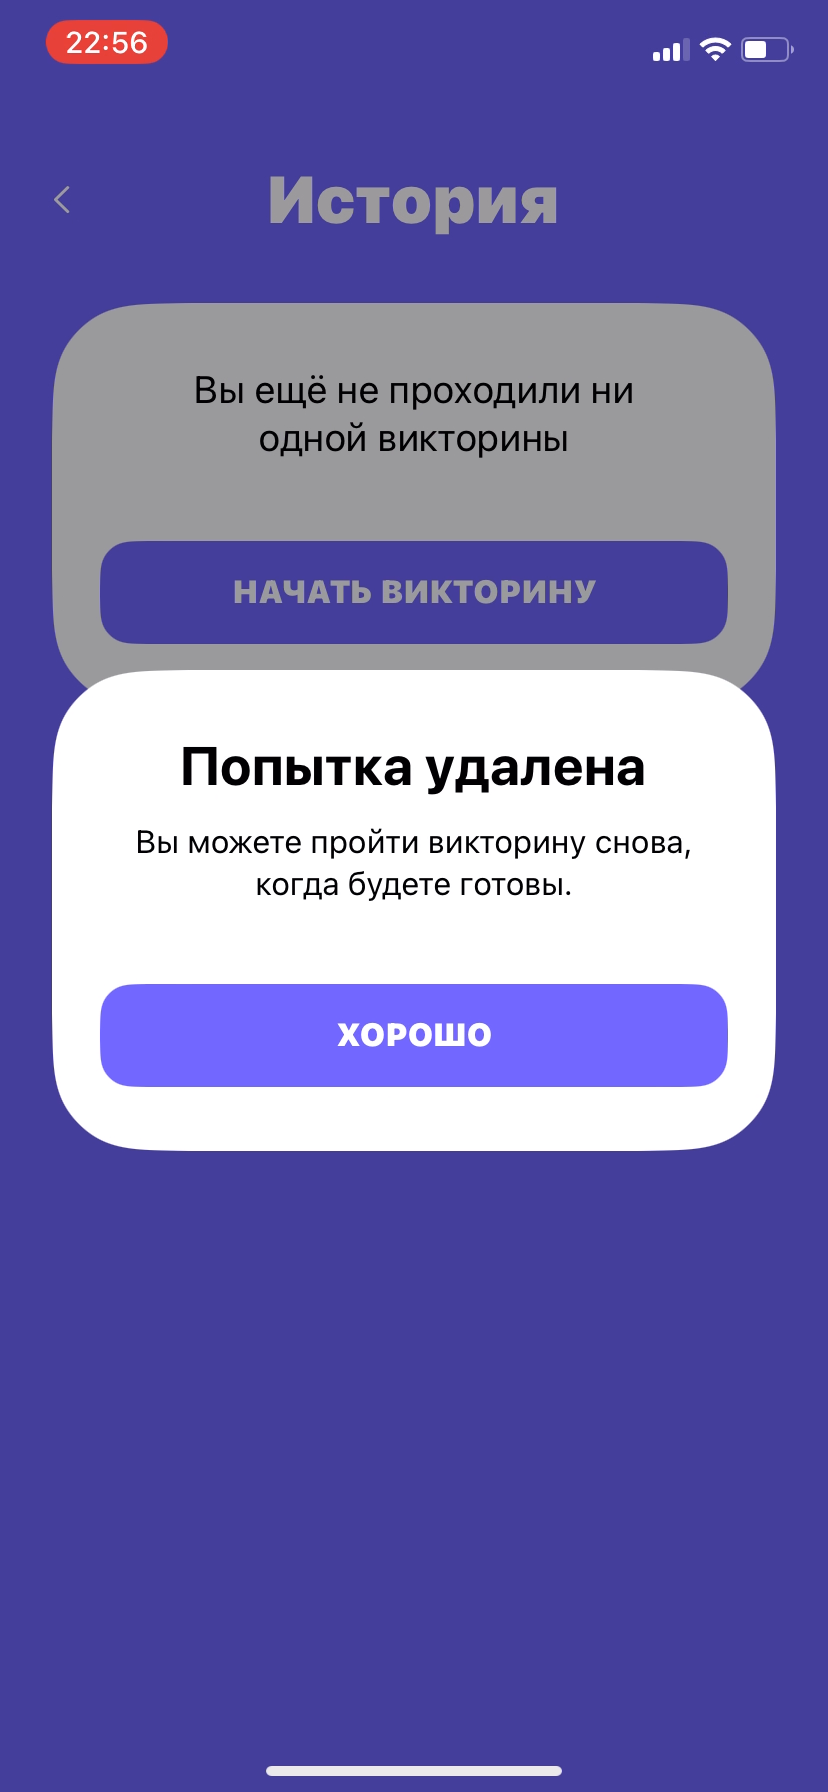 22:56
История
Вы ещё не проходили ни
одной викторины
НАЧАТЬ ВИКТОРИНУ
Попытка удалена
Вы можете пройти викторину снова,
когда будете готовы.
ХОРОШО